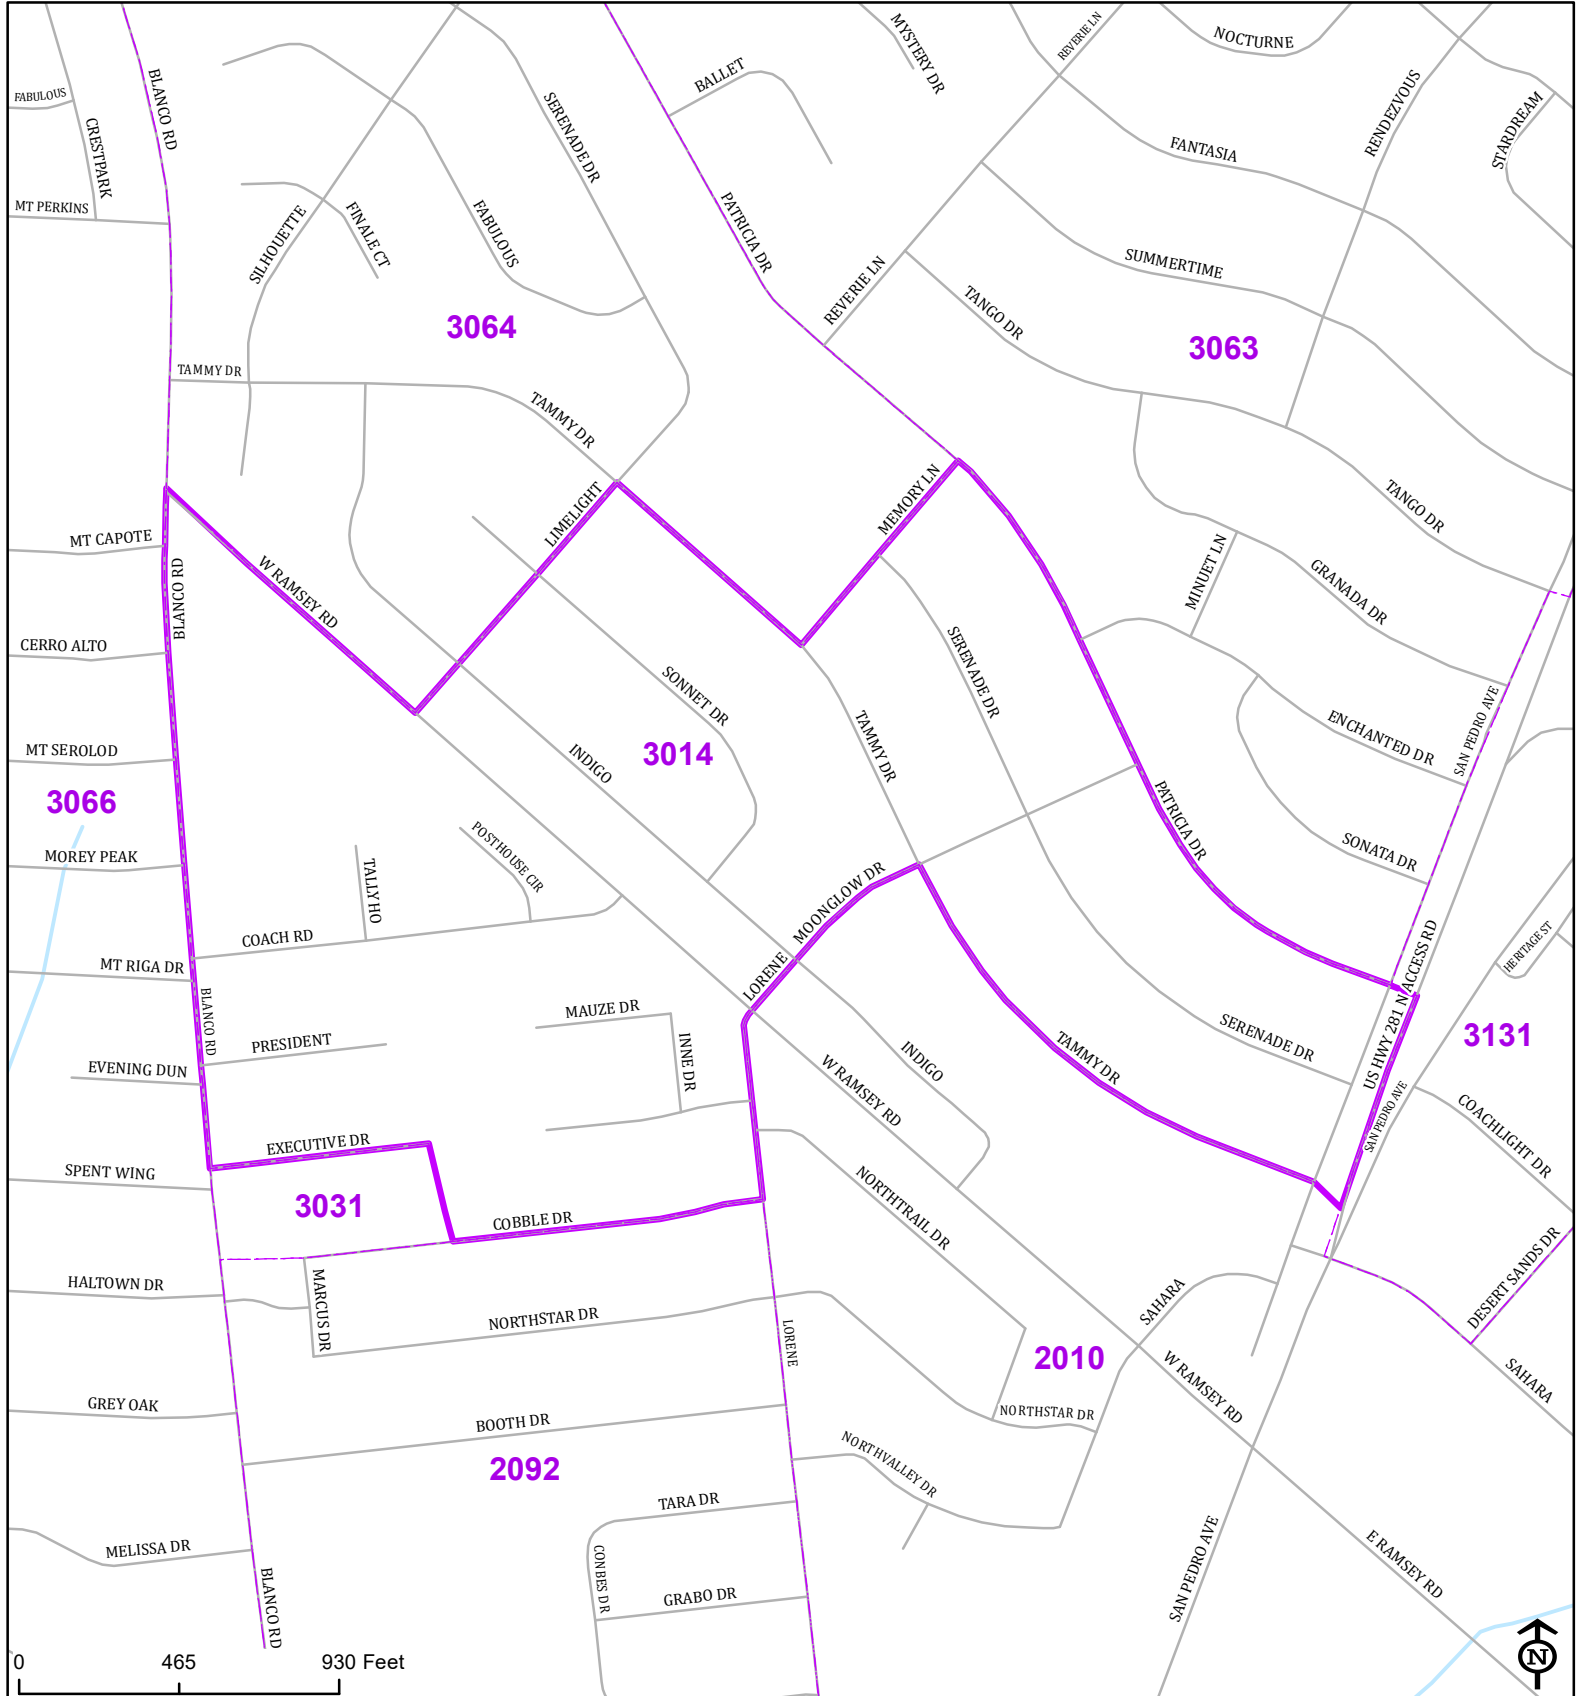 NOCTURNE
REVERIE LN
MYSTERY DR
BALLET
BLANCO RD
FABULOUS
CRESTPARK
SERENADE DR
RENDEZVOUS
STARDREAM
FANTASIA
MT PERKINS
SILHOUETTE
FINALE CT
FABULOUS
PATRICIA DR
REVERIE LN
SUMMERTIME
TANGO DR
3064
3063
TAMMY DR
TAMMY DR
LIMELIGHT
MEMORY LN
TANGO DR
MT CAPOTE
BLANCO RD
W RAMSEY RD
MINUET LN
GRANADA DR
CERRO ALTO
SERENADE DR
SONNET DR
SAN PEDRO AVE
MT SEROLOD
INDIGO
3014
TAMMY DR
ENCHANTED DR
3066
PATRICIA DR
MOREY PEAK
TALLY HO
POSTHOUSE CIR
SONATA DR
COACH RD
MOONGLOW DR
LORENE
MT RIGA DR
HERITAGE ST
US HWY 281 N ACCESS RD
BLANCO RD
MAUZE DR
PRESIDENT
INNE DR
INDIGO
TAMMY DR
SERENADE DR
3131
EVENING DUN
W RAMSEY RD
SAN PEDRO AVE
COACHLIGHT DR
EXECUTIVE DR
SPENT WING
3031
COBBLE DR
NORTHTRAIL DR
HALTOWN DR
MARCUS DR
NORTHSTAR DR
LORENE
SAHARA
DESERT SANDS DR
2010
W RAMSEY RD
SAHARA
GREY OAK
BOOTH DR
NORTHSTAR DR
2092
NORTHVALLEY DR
TARA DR
MELISSA DR
CONBES DR
GRABO DR
BLANCO RD
SAN PEDRO AVE
E RAMSEY RD
0 465 930 Feet
N